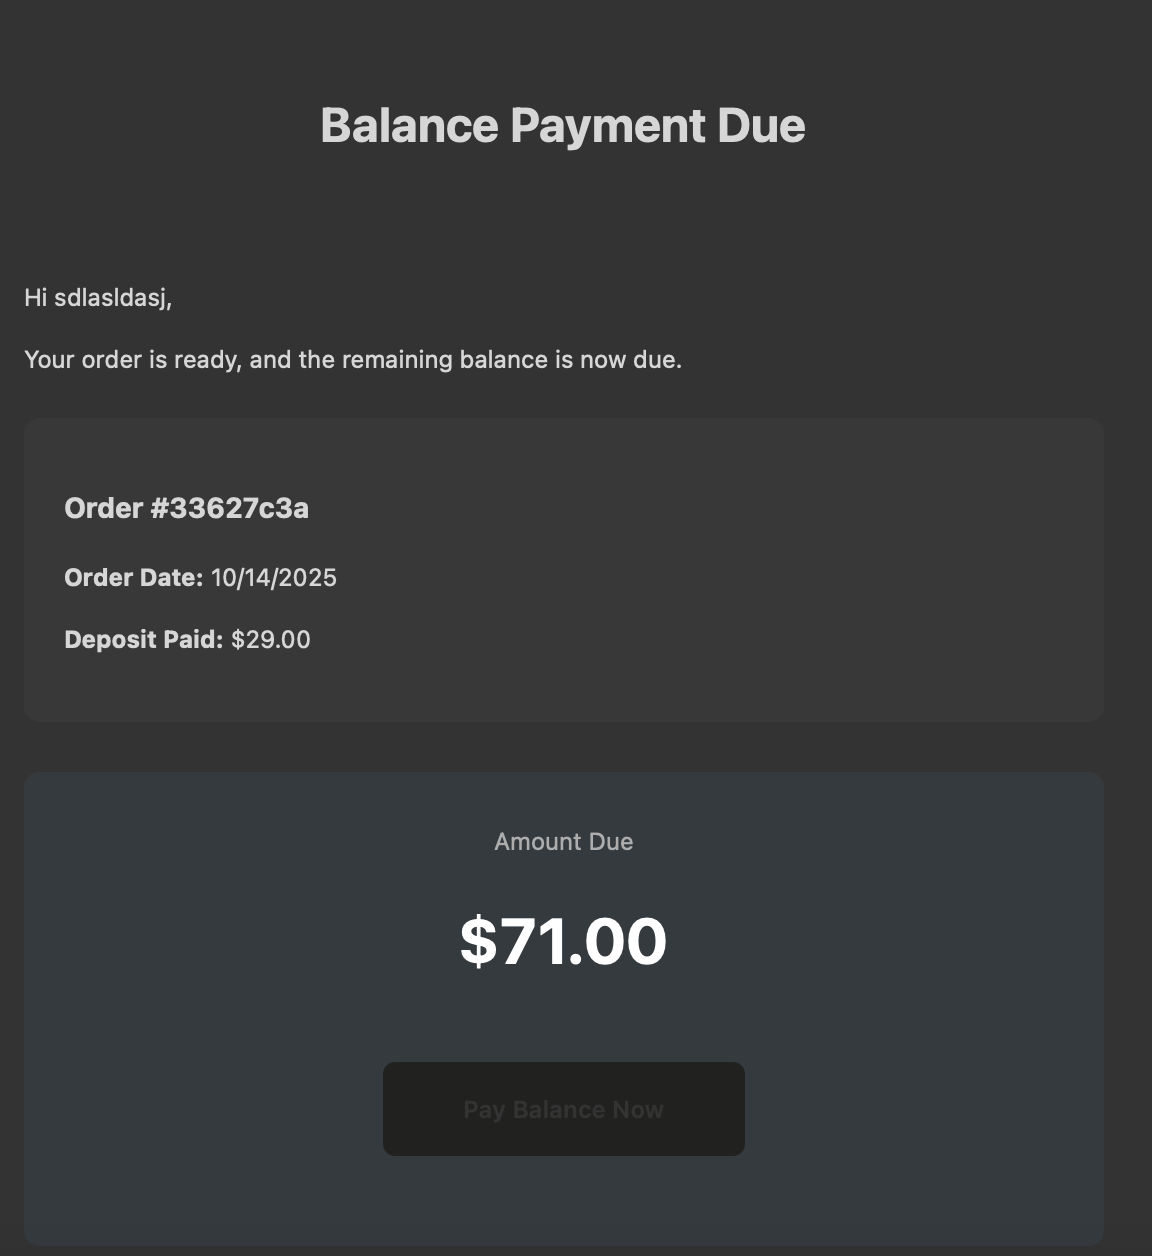 Balance Payment Due
Hi sdlasldasj,
Your order is ready, and the remaining balance is now due.
Order #33627c3a
Order Date: 10/14/2025
Deposit Paid: $29.00
Amount Due
$71.00
Pay Balance Now